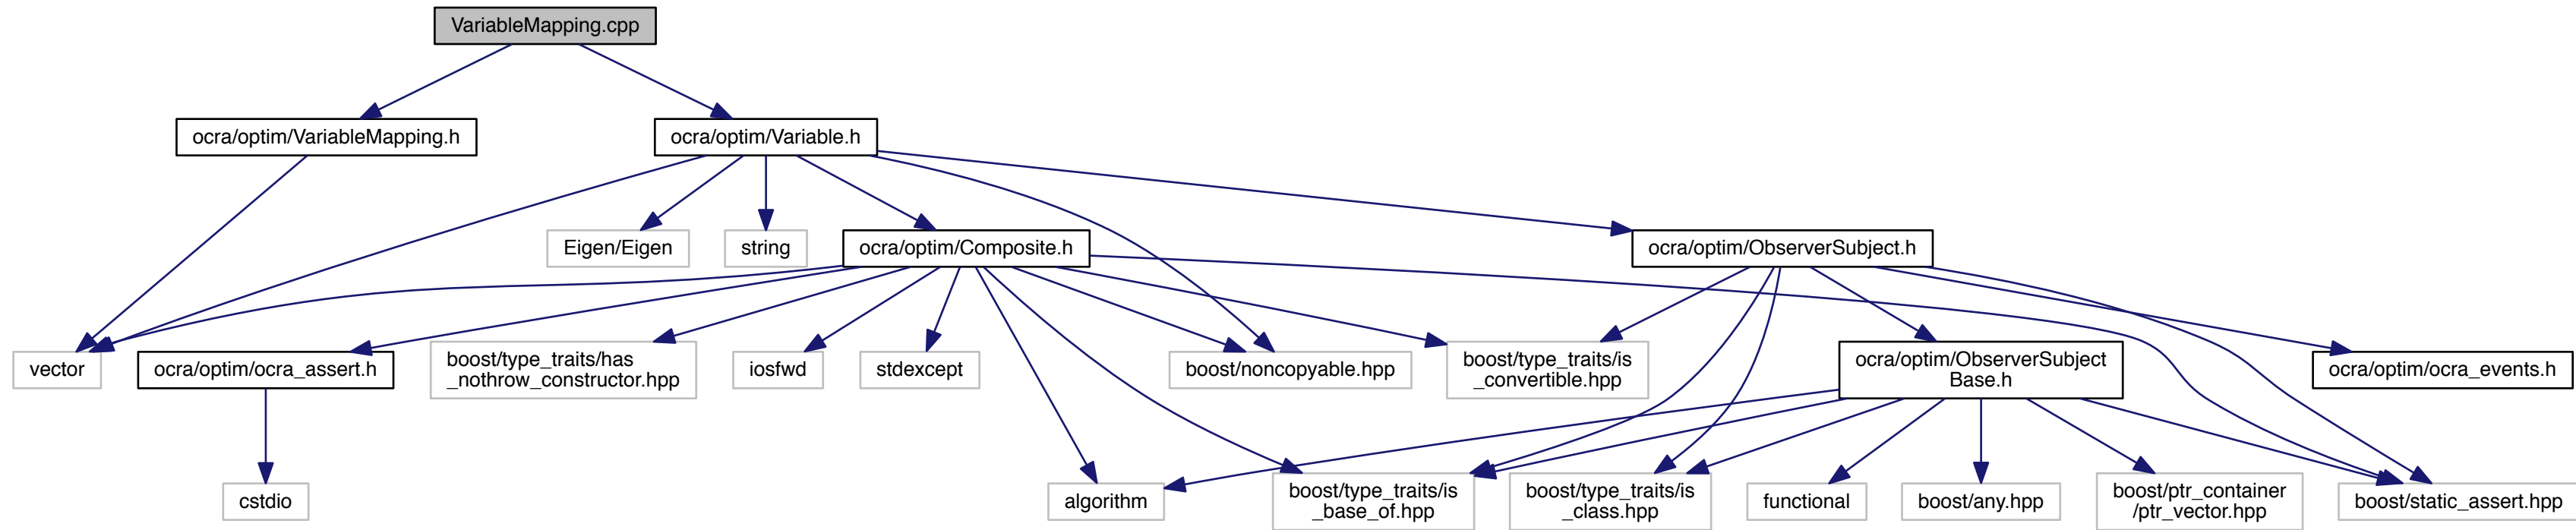 VariableMapping.cpp
ocra/optim/VariableMapping.h
ocra/optim/Variable.h
Eigen/Eigen
string
ocra/optim/Composite.h
ocra/optim/ObserverSubject.h
vector
ocra/optim/ocra_assert.h
boost/type_traits/has
_nothrow_constructor.hpp
iosfwd
stdexcept
boost/noncopyable.hpp
boost/type_traits/is
_convertible.hpp
ocra/optim/ObserverSubject
Base.h
ocra/optim/ocra_events.h
cstdio
algorithm
boost/type_traits/is
_base_of.hpp
boost/type_traits/is
_class.hpp
functional
boost/any.hpp
boost/ptr_container
/ptr_vector.hpp
boost/static_assert.hpp